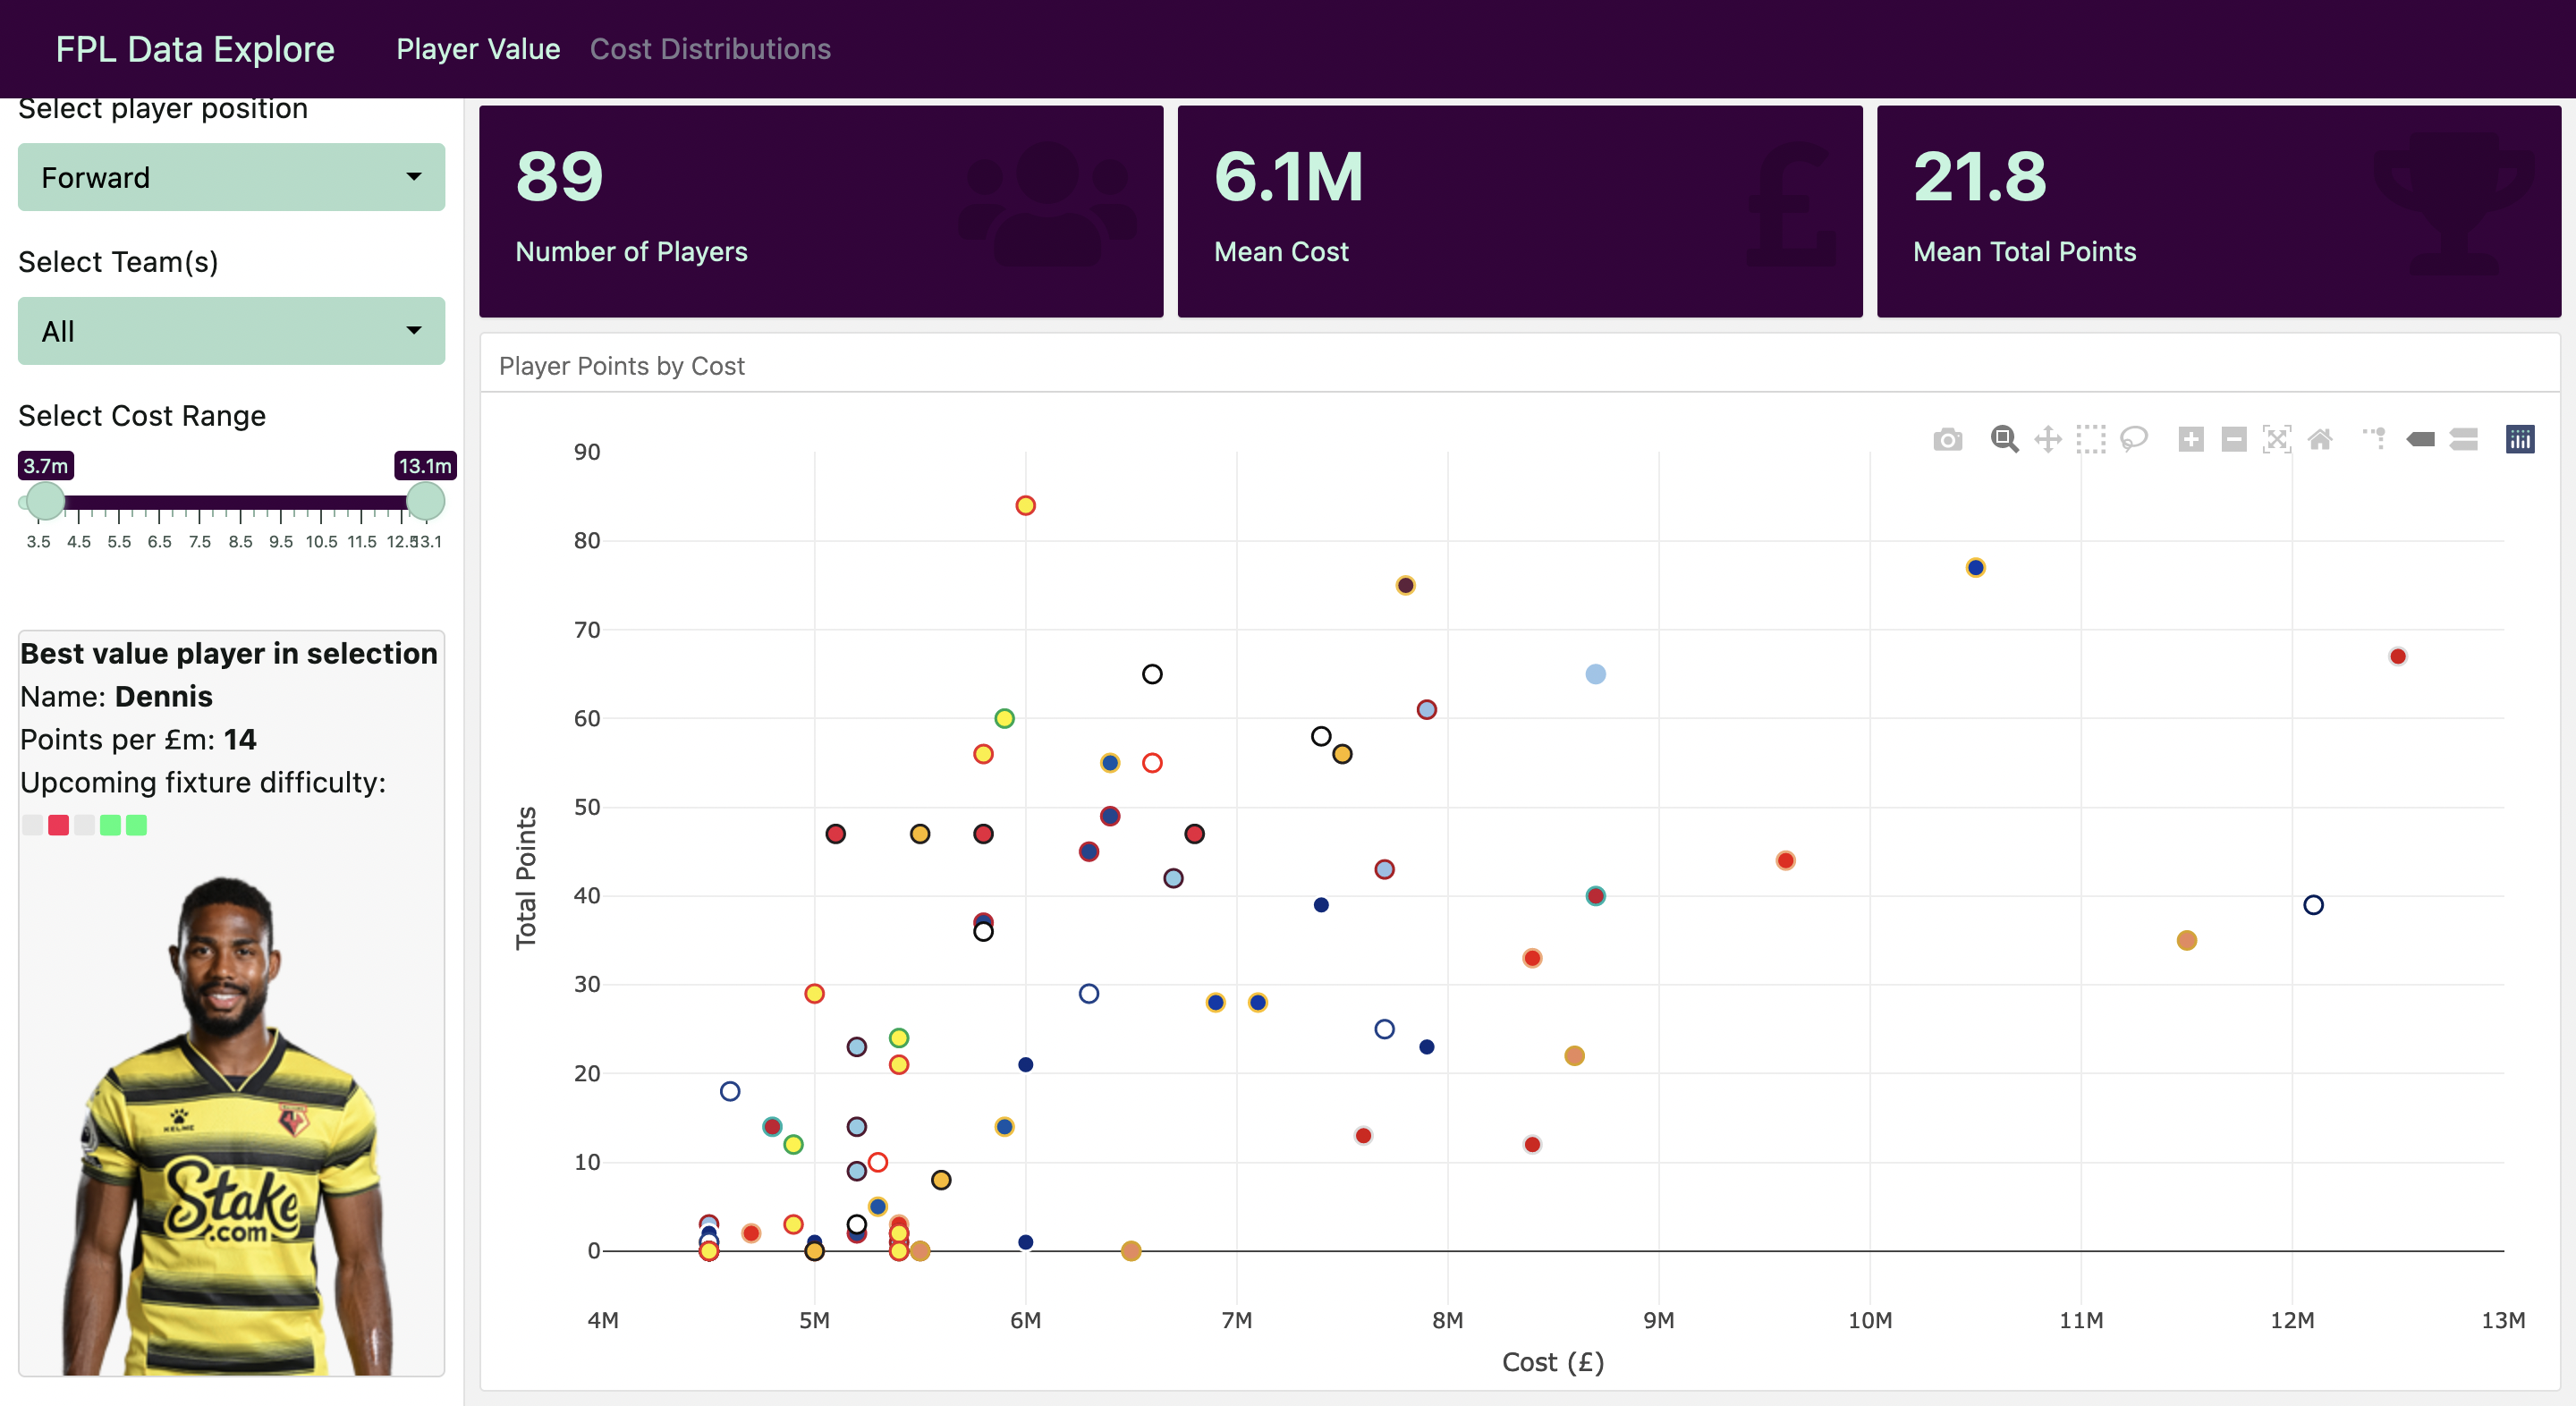 FPL Data Explore
Player Value
Cost Distributions
Select player position
Forward
Select Team(s)
All
Select Cost Range
3.7m
13.1m
3.5
4.5
5.5
6.5
7.5
8.5
9.5
10.5
11.5
12.5
13.1
Best value player in selection
Name: Dennis
Points per £m: 14
Upcoming fixture difficulty:
KELME
Stake
.com
89
Number of Players
6.1M
Mean Cost
£
21.8
Mean Total Points
Player Points by Cost
90
80
70
60
50
40
30
20
10
0
Total Points
4M
5M
6M
7M
8M
9M
10M
11M
12M
13M
Cost (£)